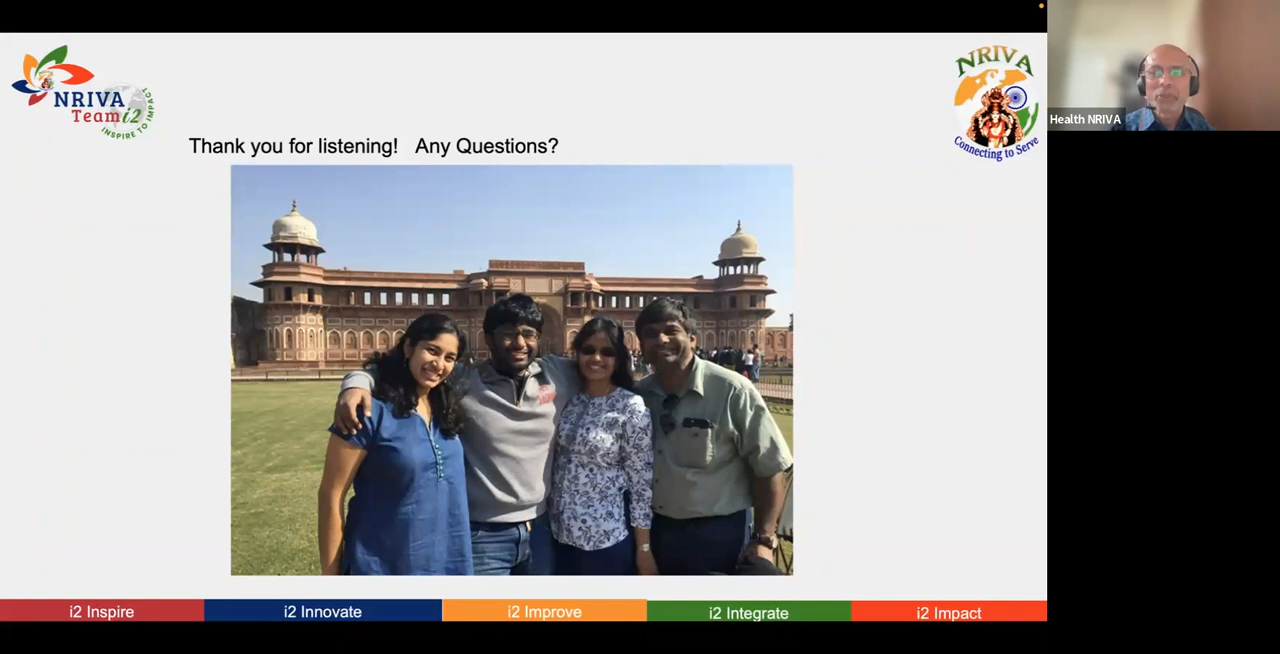 NRIVA
Team i2
INSPIRE TO IMPACT
NRIVA
Connecting to Serve
Health NRIVA
Thank you for listening!   Any Questions?
i2 Inspire
i2 Innovate
i2 Improve
i2 Integrate
i2 Impact